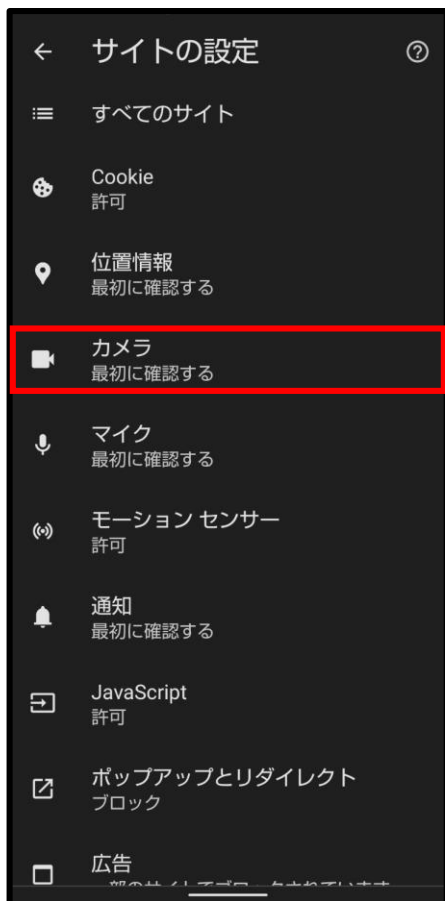 サイトの設定
すべてのサイト
Cookie
許可
位置情報
最初に確認する
カメラ
最初に確認する
マイク
最初に確認する
モーション センサー
許可
通知
最初に確認する
JavaScript
許可
ポップアップとリダイレクト
ブロック
広告